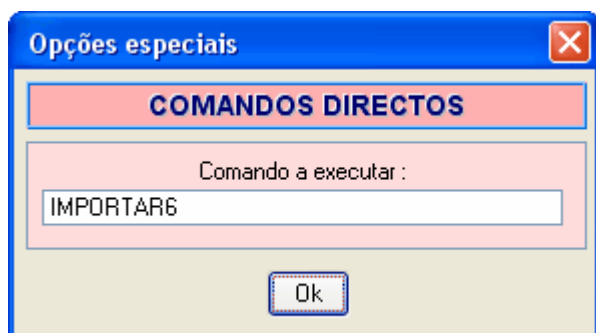 Opções especiais
COMANDOS DIRECTOS
Comando a executar :
IMPORTAR6
Ok